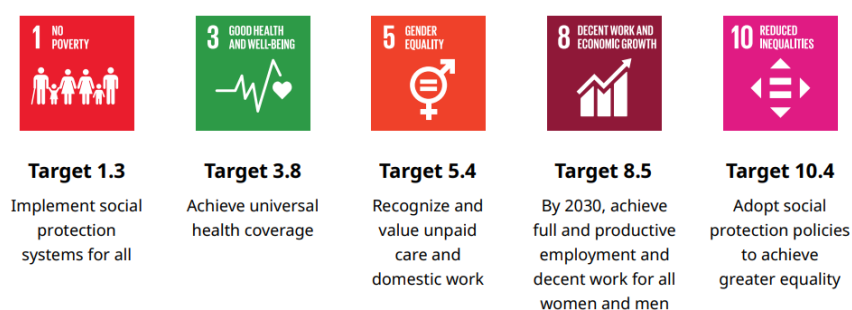 1 NO
POVERTY
3 GOOD HEALTH
AND WELL-BEING
5 GENDER
EQUALITY
8 DECENT WORK AND
ECONOMIC GROWTH
10 REDUCED
INEQUALITIES
Target 1.3
Implement social
protection
systems for all
Target 3.8
Achieve universal
health coverage
Target 5.4
Recognize and
value unpaid
care and
domestic work
Target 8.5
By 2030, achieve
full and productive
employment and
decent work for all
women and men
Target 10.4
Adopt social
protection policies
to achieve
greater equality